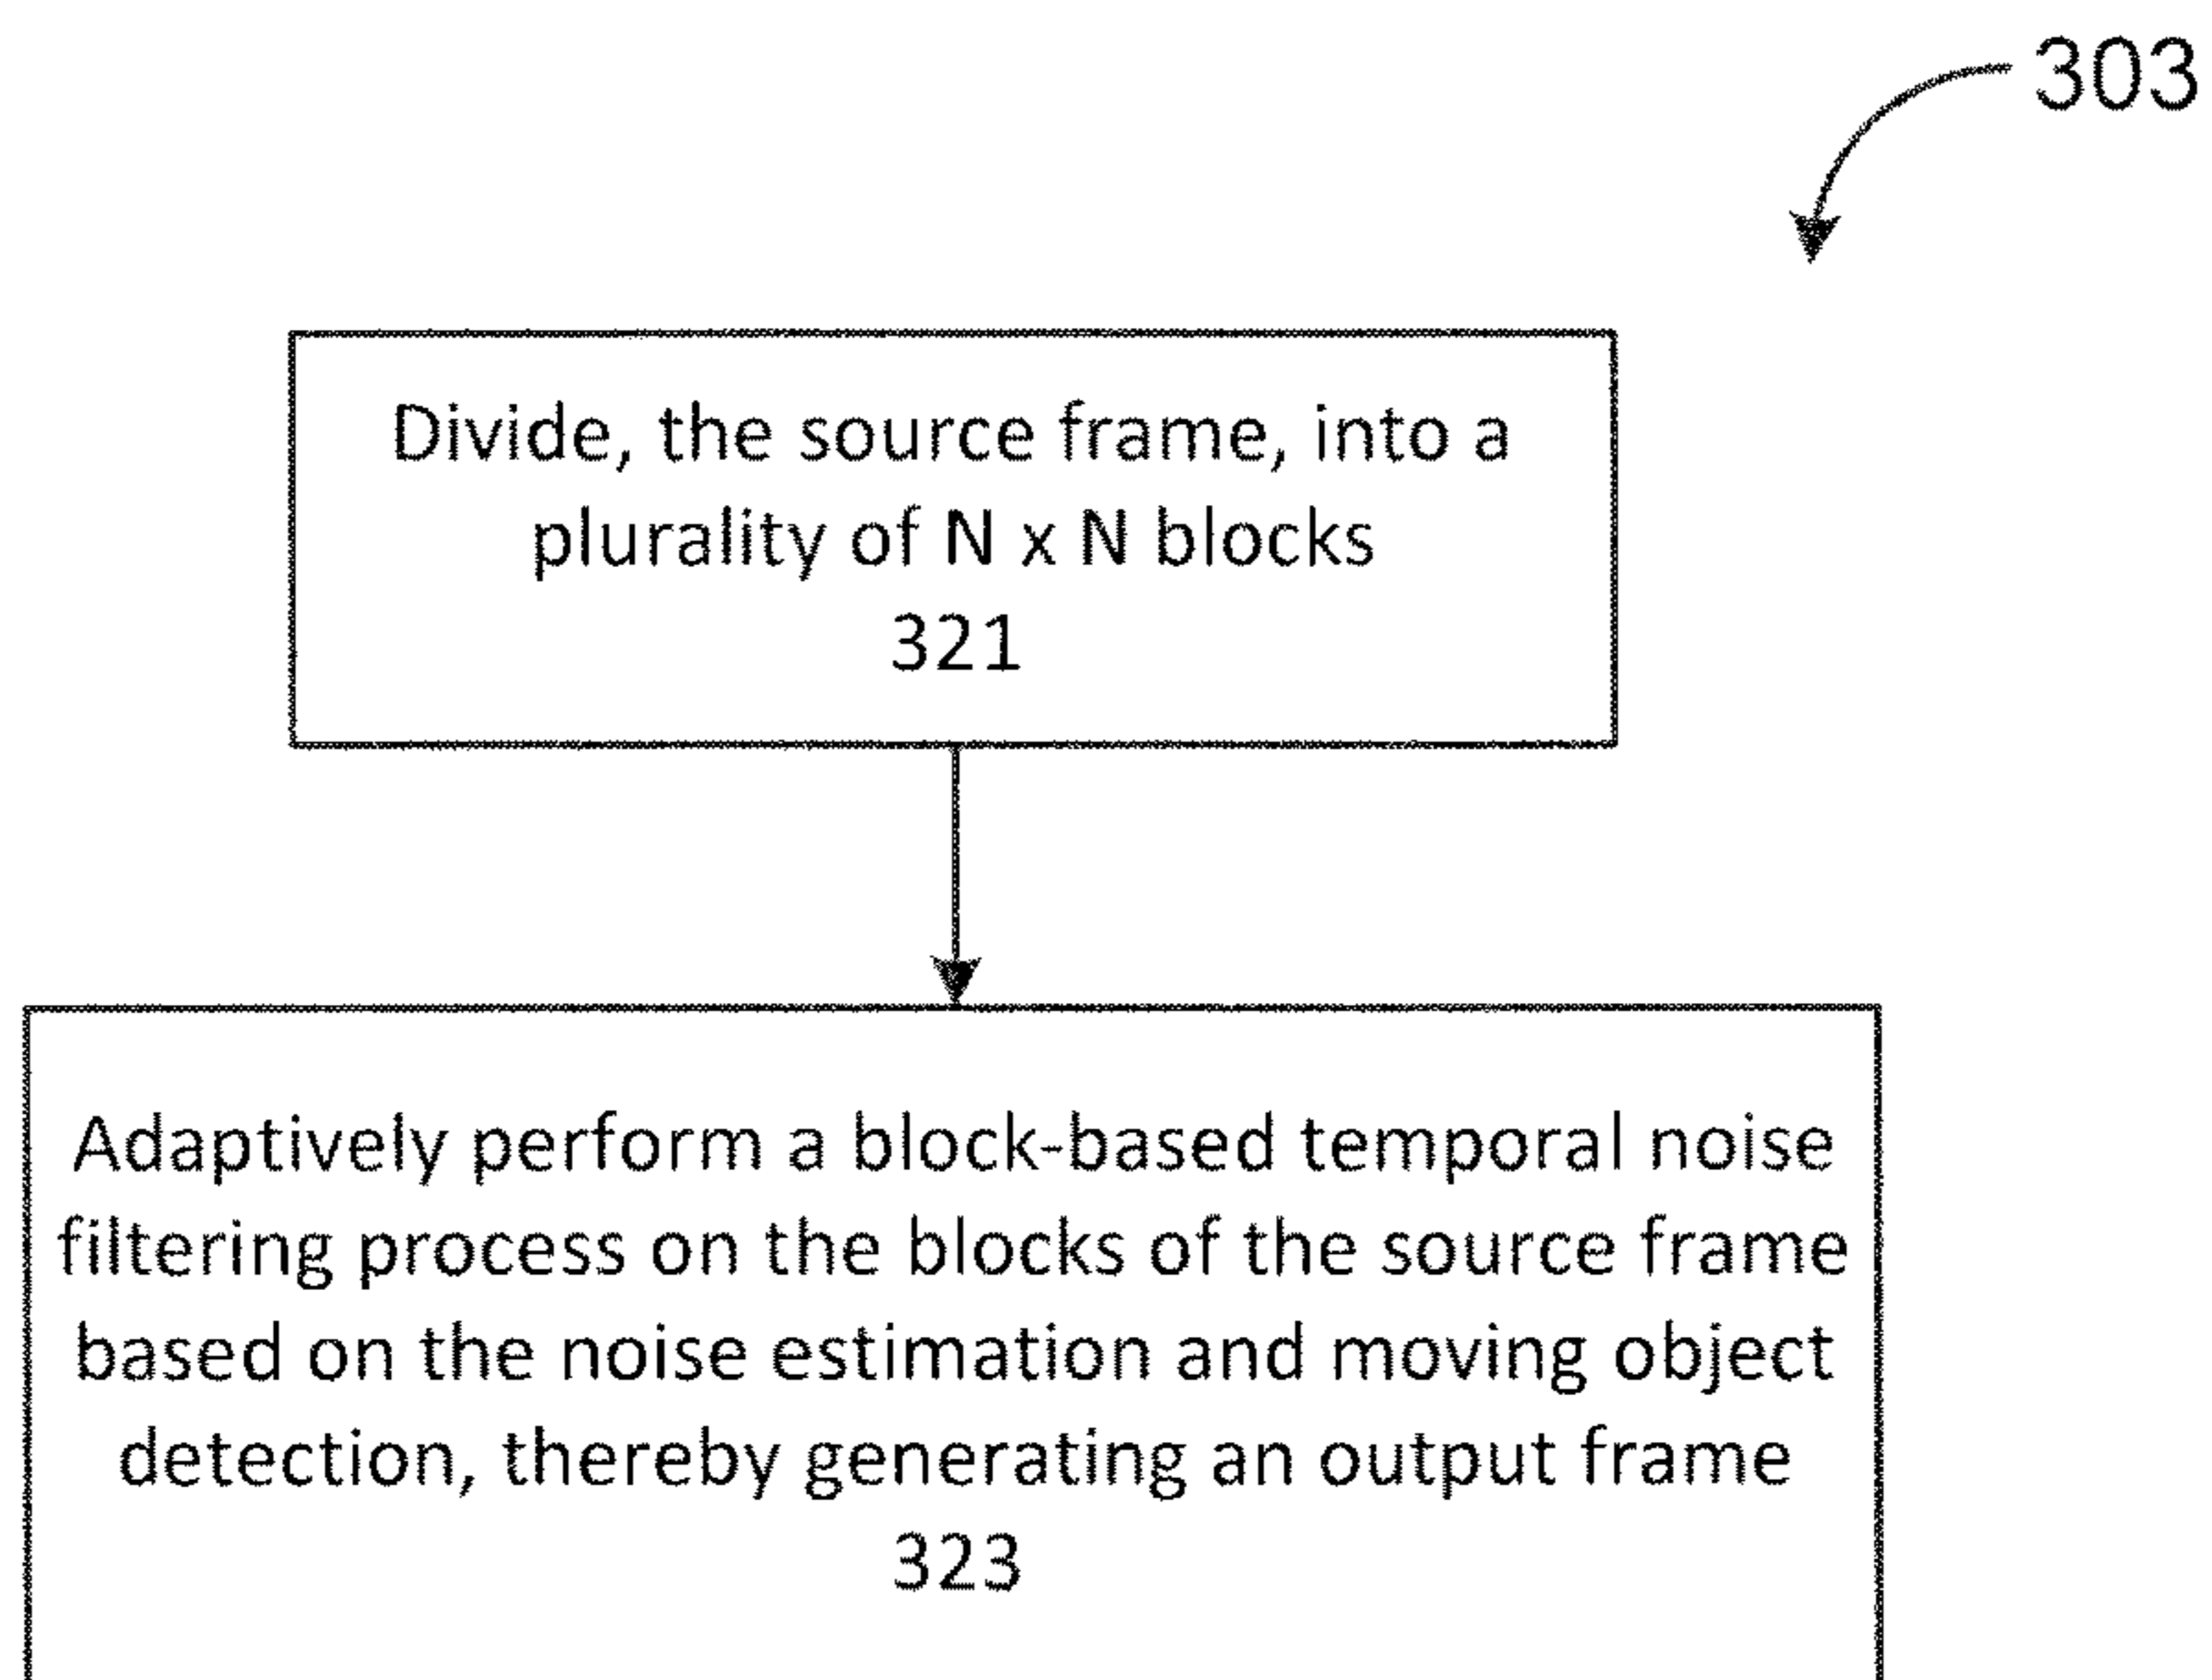 303
Divide, the source frame, into a
plurality of N x N blocks
321
Adaptively perform a block-based temporal noise
filtering process on the blocks of the source frame
based on the noise estimation and moving object
detection, thereby generating an output frame
323